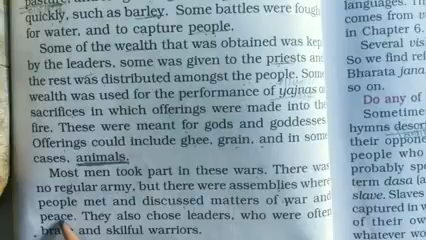 pasture,
quickly, such as barley. Some battles were fough
for water, and to capture people.
Some of the wealth that was obtained was kep
by the leaders, some was given to the priests an
the rest was distributed amongst the people. Some
wealth was used for the performance of yajnas o
sacrifices in which offerings were made into the
fire. These were meant for gods and goddesses
Offerings could include ghee, grain, and in some
cases, animals.
Most men took part in these wars. There was
no regular army, but there were assemblies where
people met and discussed matters of war and
peace. They also chose leaders, who were often
and skilful warriors.
languages. Th
comes from
in Chapter 6.
Several vis
So we find re
Bharata jana
so on.
Do any of
Sometime
hymns descr
their oppone
people who
probably sp
term dasa (a
slave. Slaves
captured in w
of their ow
whatever wo